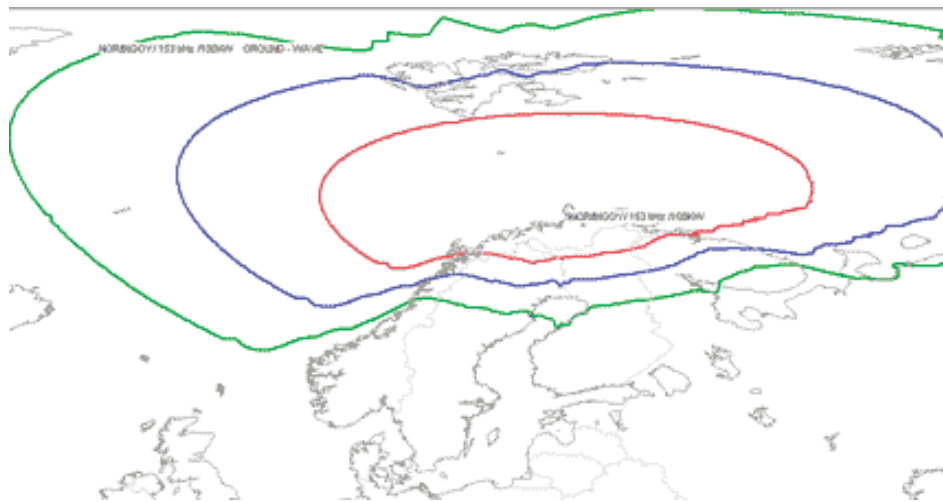 NORINGOY/ 153 kHz /100kW GROUND - WAVE
NORINGOY/ 153 kHz /100kW